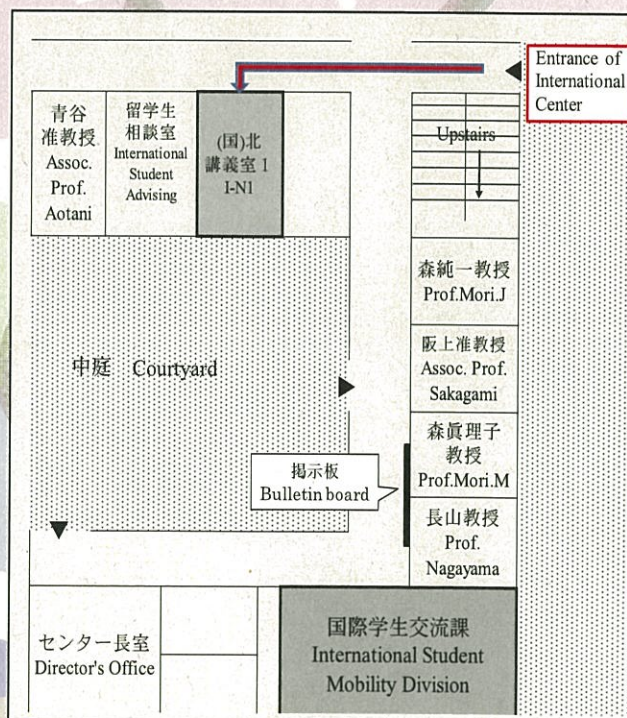 Entrance of
International
Center
青谷
准教授
Assoc.
Prof.
Aotani
留学生
相談室
International
Student
Advising
(国)北
講義室 1
I-N1
Upstairs
森純一教授
Prof.Mori.J
阪上准教授
Assoc. Prof.
Sakagami
中庭 Courtyard
森眞理子
教授
Prof.Mori.M
掲示板
Bulletin board
長山教授
Prof.
Nagayama
センター長室
Director's Office
国際学生交流課
International Student
Mobility Division